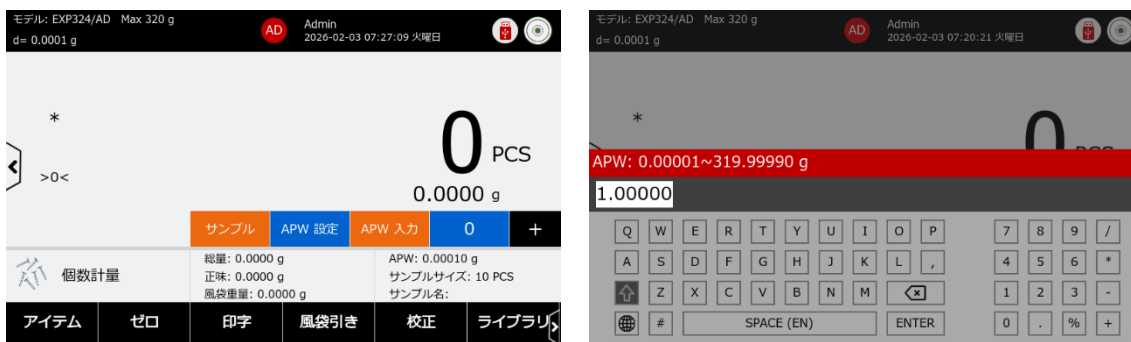 モデル: EXP324/AD Max 320 g
d= 0.0001 g
AD
Admin
2026-02-03 07:27:09 火曜日
*
>0<
0 PCS
0.0000 g
サンプル APW 設定 APW 入力 0 +
個数計量
総量: 0.0000 g
正味: 0.0000 g
風袋重量: 0.0000 g
APW: 0.00010 g
サンプルサイズ: 10 PCS
サンプル名:
アイテム ゼロ 印字 風袋引き 校正 ライブラリ
モデル: EXP324/AD Max 320 g
d= 0.0001 g
AD
Admin
2026-02-03 07:20:21 火曜日
*
0 PCS
APW: 0.00001~319.99990 g
1.00000
Q W E R T Y U I O P 7 8 9 /
A S D F G H J K L , 4 5 6 *
Z X C V B N M 1 2 3 -
# SPACE (EN) ENTER 0 . % +